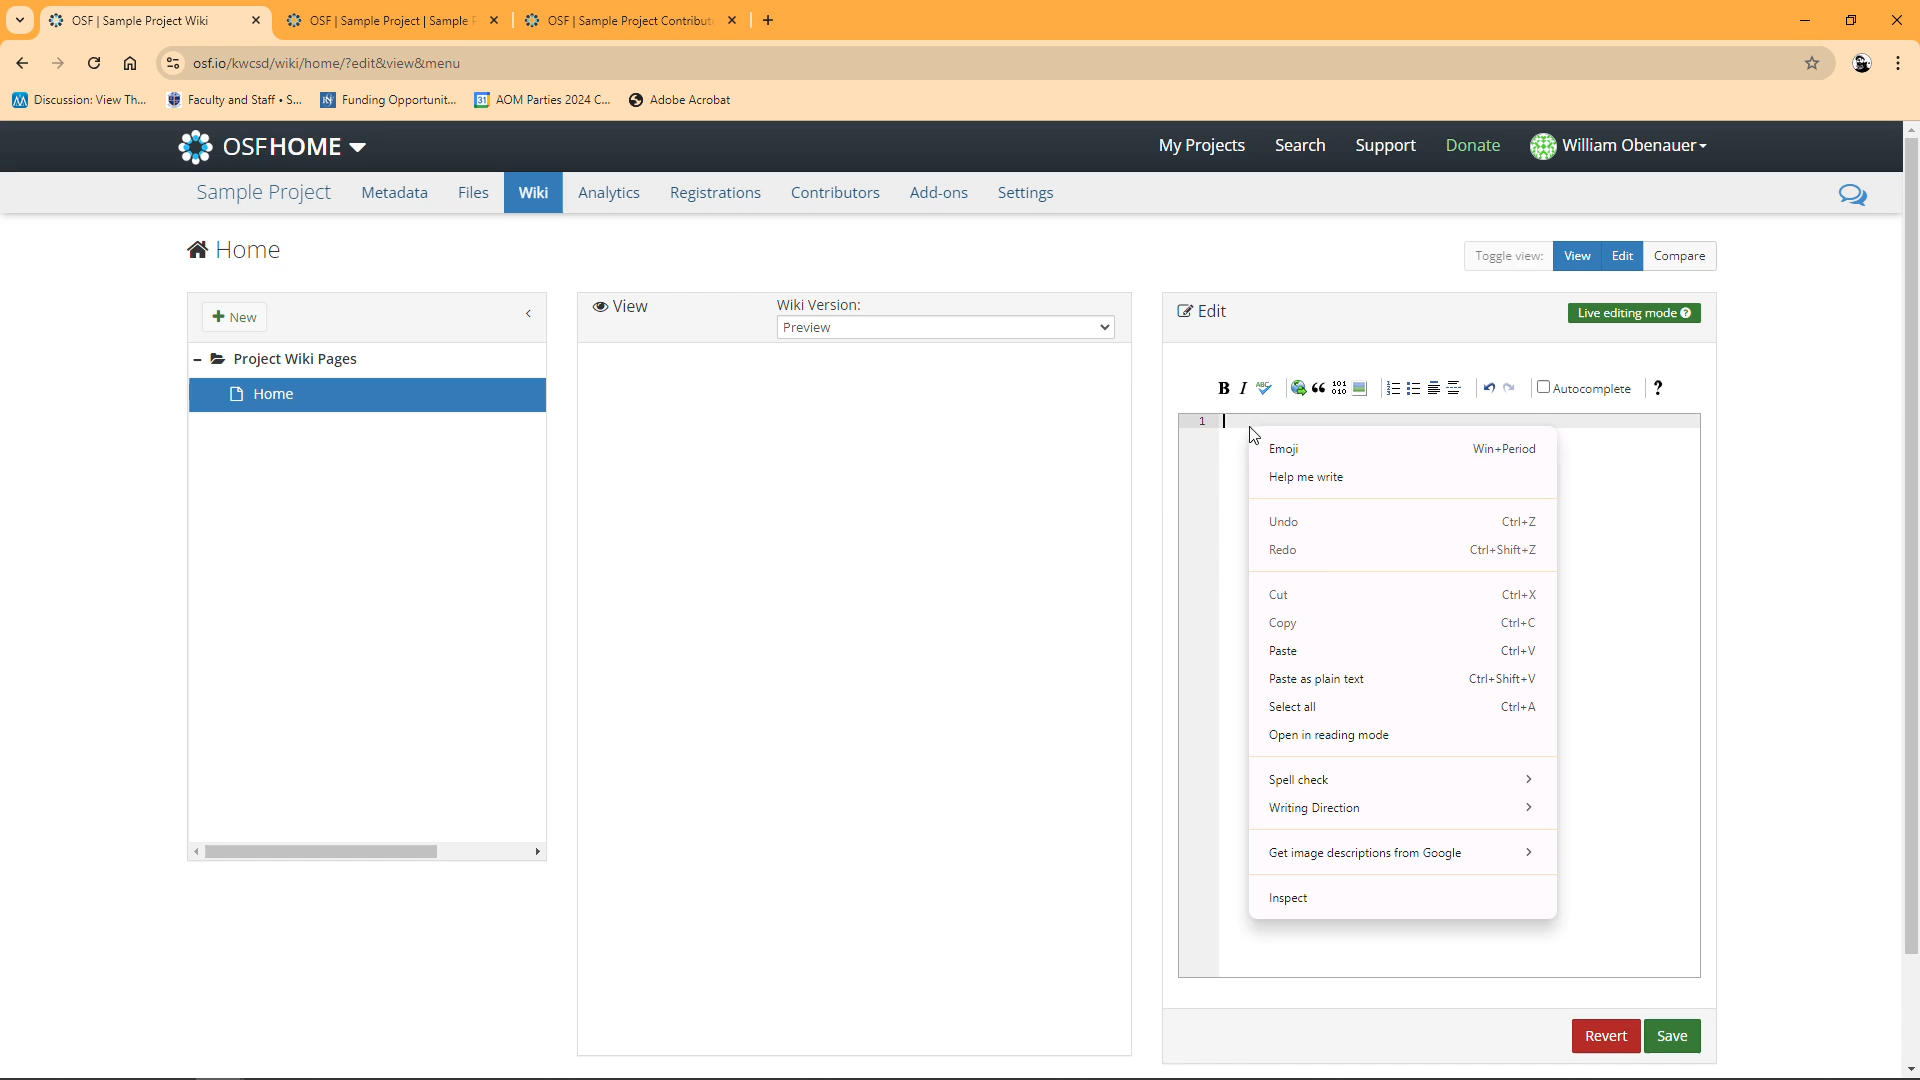 OSF | Sample Project Wiki
OSF | Sample Project | Sample
OSF | Sample Project Contribut
osf.io/kwcsd/wiki/home/?edit&view&menu
Discussion: View Th...
Faculty and Staff • S...
Funding Opportunit...
AOM Parties 2024 C...
Adobe Acrobat
OSFHOME
My Projects
Search
Support
Donate
William Obenauer
Sample Project
Metadata
Files
Wiki
Analytics
Registrations
Contributors
Add-ons
Settings
Home
Toggle view:
View
Edit
Compare
New
Project Wiki Pages
Home
View
Wiki Version:
Preview
Edit
Live editing mode ?
B I ABC
101
010
Autocomplete
?
1
Emoji Win+Period
Help me write
Undo Ctrl+Z
Redo Ctrl+Shift+Z
Cut Ctrl+X
Copy Ctrl+C
Paste Ctrl+V
Paste as plain text Ctrl+Shift+V
Select all Ctrl+A
Open in reading mode
Spell check
Writing Direction
Get image descriptions from Google
Inspect
Revert
Save